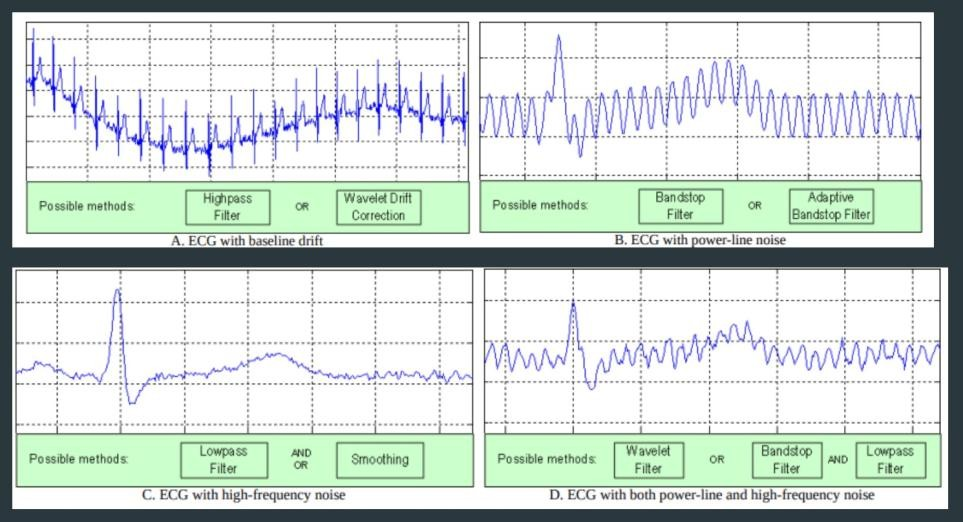 Possible methods:
Highpass
Filter
OR
Wavelet Drift
Correction
A. ECG with baseline drift
Possible methods:
Bandstop
Filter
OR
Adaptive
Bandstop Filter
B. ECG with power-line noise
Possible methods:
Lowpass
Filter
AND
OR
Smoothing
C. ECG with high-frequency noise
Possible methods:
Wavelet
Filter
OR
Bandstop
Filter
AND
Lowpass
Filter
D. ECG with both power-line and high-frequency noise